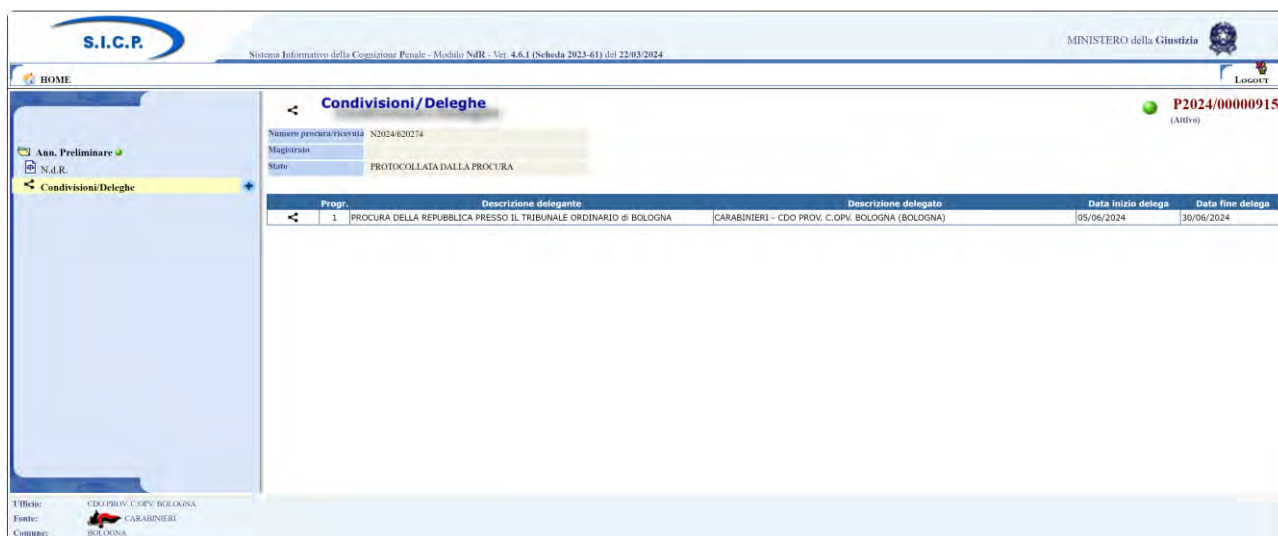 S.I.C.P.
Sistema Informativo della Cognizione Penale - Modulo NdR - Ver. 4.6.1 (Scheda 2023-61) del 22/03/2024
MINISTERO della Giustizia
HOME
LOGOUT
Condivisioni/Deleghe
P2024/00000915
(Attivo)
Numero procura/ricevuta N2024/620274
Magistrato
Stato PROTOCOLLATA DALLA PROCURA
Ann. Preliminare
N.d.R.
Condivisioni/Deleghe
Progr. Descrizione delegante Descrizione delegato Data inizio delega Data fine delega
1 PROCURA DELLA REPUBBLICA PRESSO IL TRIBUNALE ORDINARIO di BOLOGNA CARABINIERI - CDO PROV. C.OPV. BOLOGNA (BOLOGNA) 05/06/2024 30/06/2024
Ufficio: CDO PROV. C.OPV. BOLOGNA
Fonte: CARABINIERI
Comune: BOLOGNA